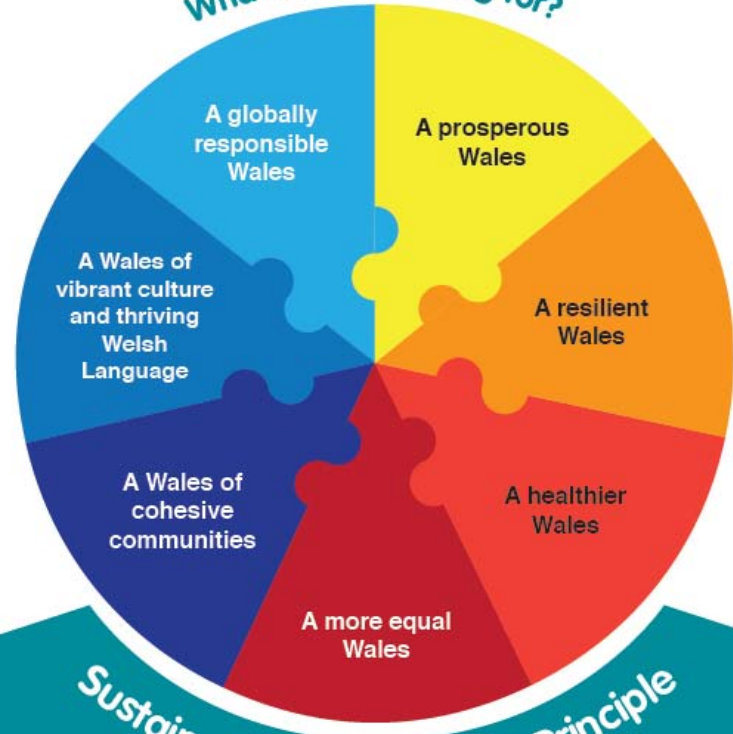 A globally
responsible
Wales
A prosperous
Wales
A Wales of
vibrant culture
and thriving
Welsh
Language
A resilient
Wales
A Wales of
cohesive
communities
A healthier
Wales
A more equal
Wales